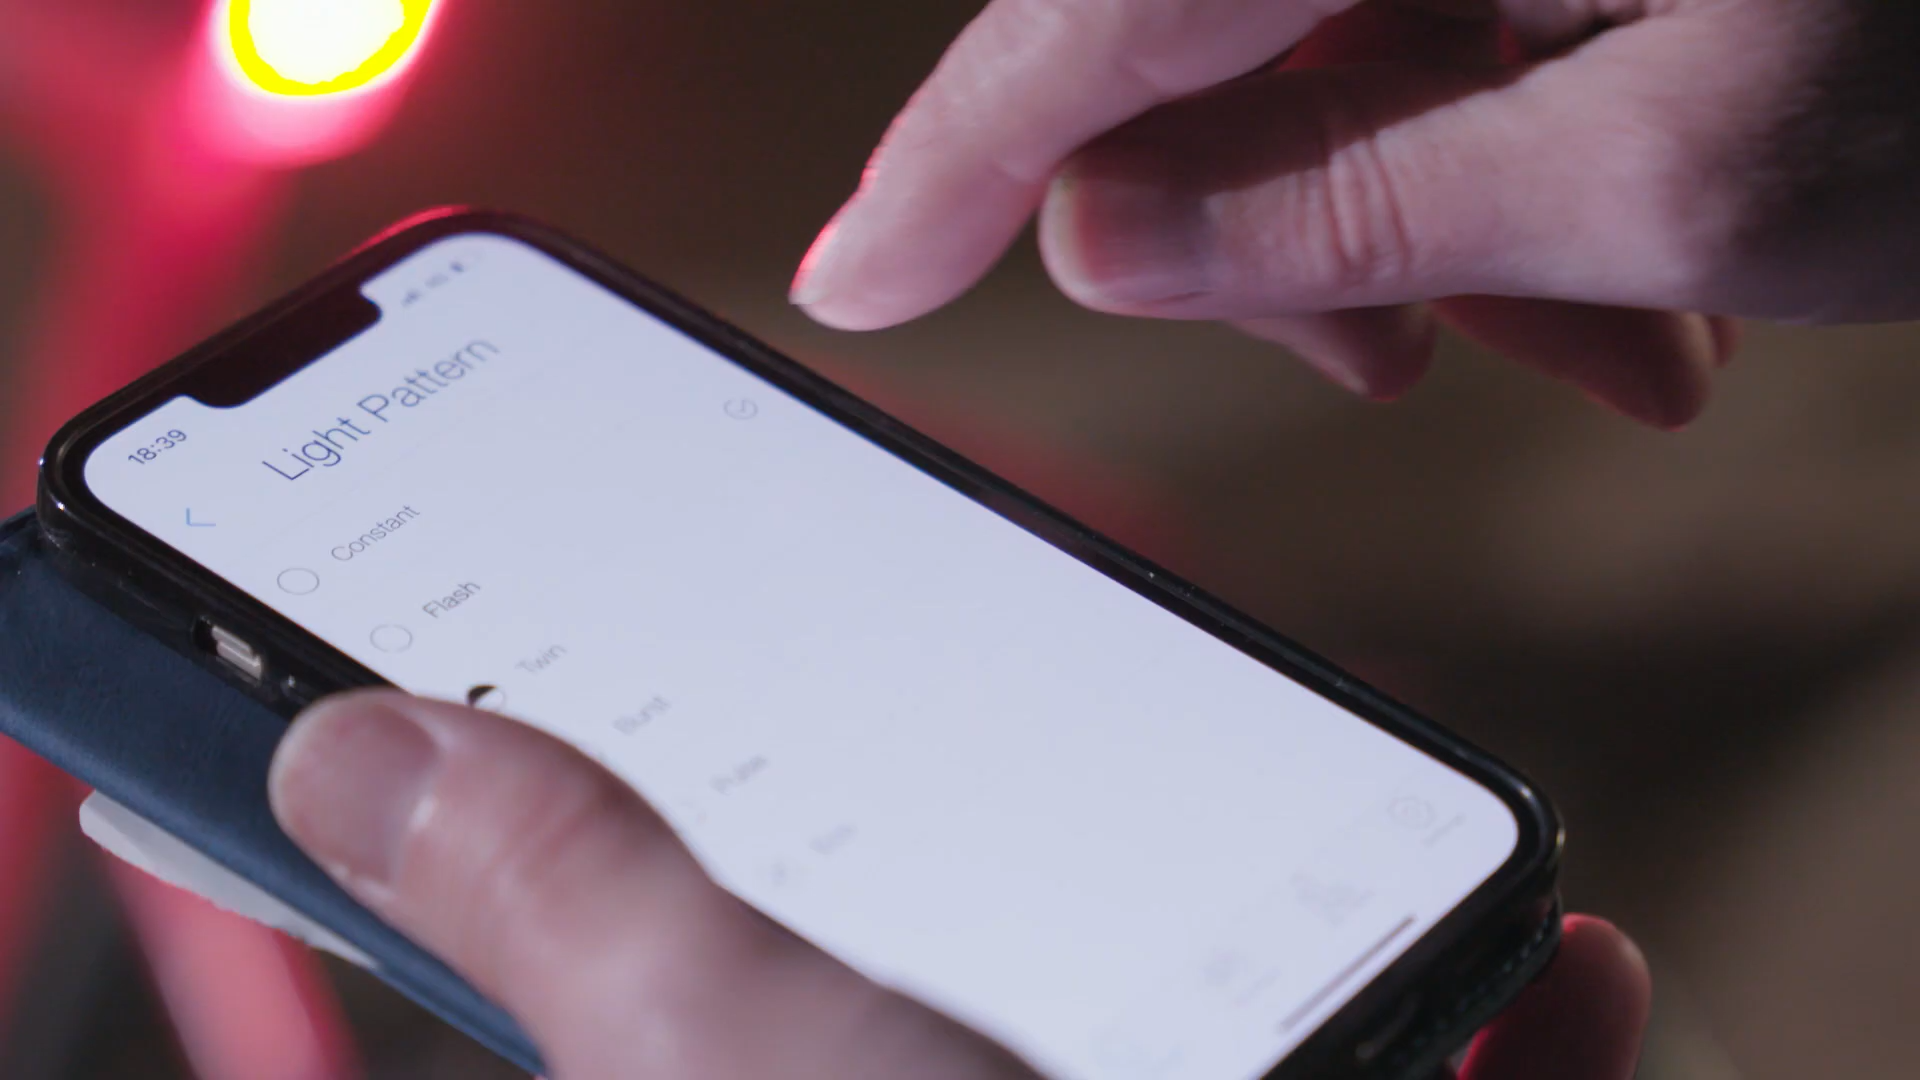 18:39
Light Pattern
Constant
Flash
Twin
Burst
Pulse